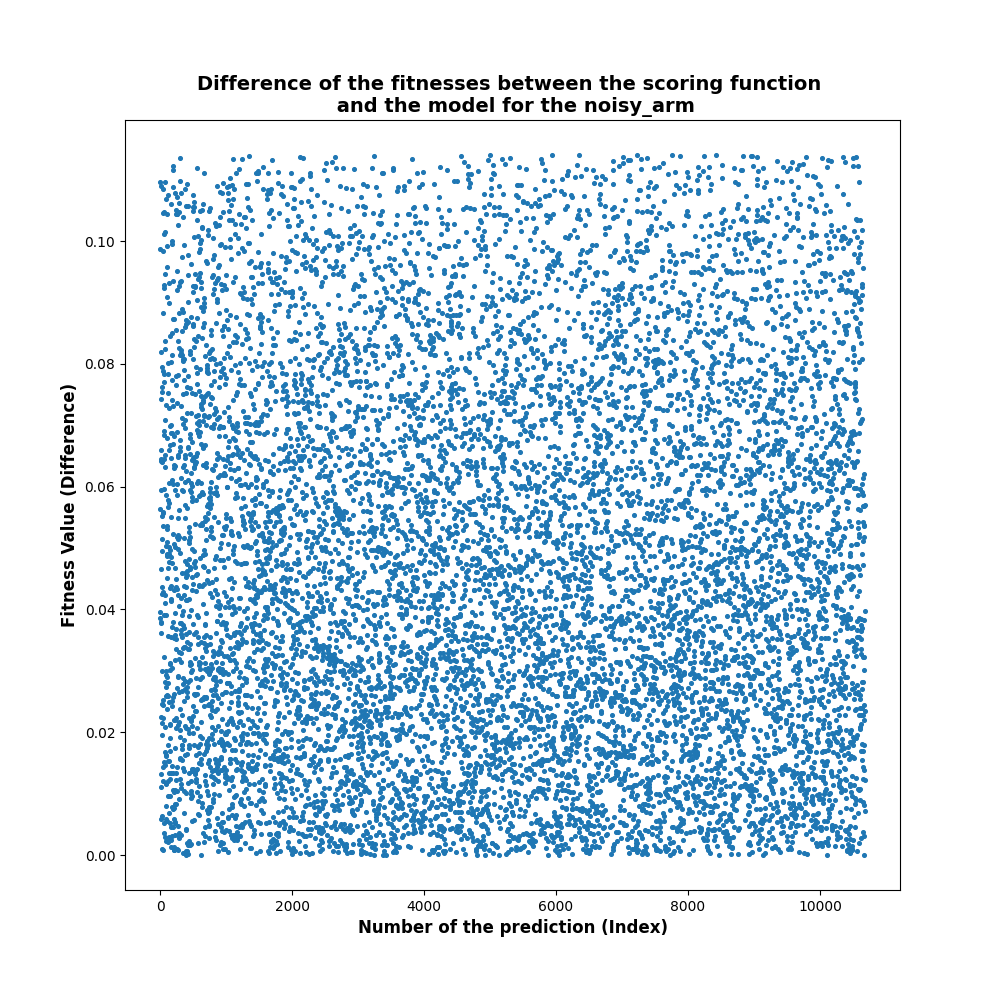 Difference of the fitnesses between the scoring function
and the model for the noisy_arm
0.10
0.08
0.06
0.04
0.02
0.00
Fitness Value (Difference)
0 2000 4000 6000 8000 10000
Number of the prediction (Index)